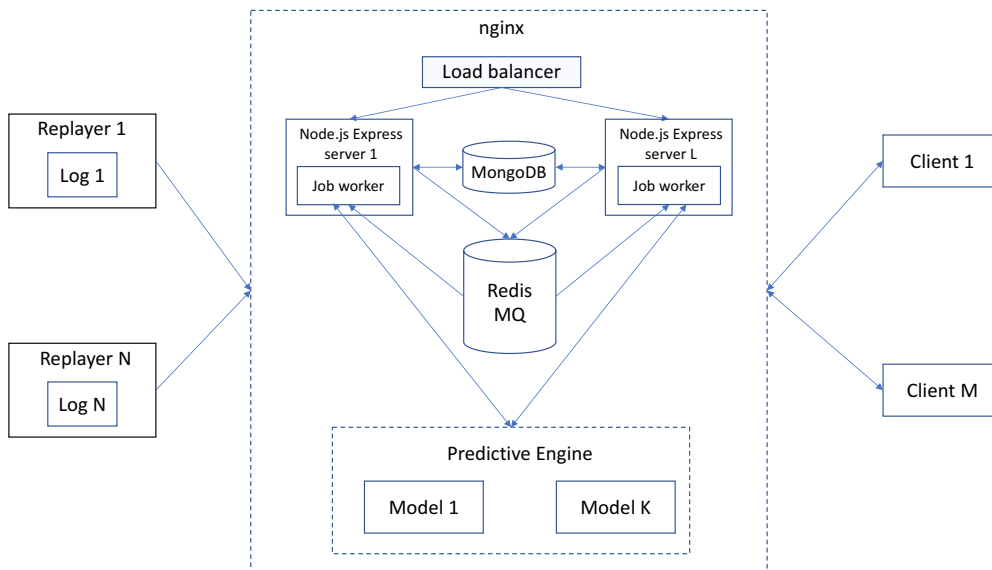 nginx
Load balancer
Replayer 1
Log 1
Node.js Express
server 1
Job worker
MongoDB
Node.js Express
server L
Job worker
Client 1
Redis
MQ
Replayer N
Log N
Client M
Predictive Engine
Model 1
Model K